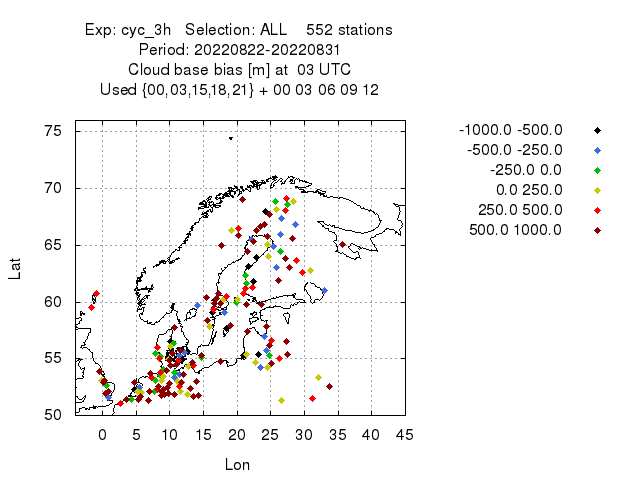 Exp: cyc_3h   Selection: ALL    552 stations
Period: 20220822-20220831
Cloud base bias [m] at  03 UTC
Used {00,03,15,18,21} + 00 03 06 09 12
-1000.0 -500.0
-500.0 -250.0
-250.0 0.0
0.0 250.0
250.0 500.0
500.0 1000.0
75
70
65
60
55
50
Lat
0 5 10 15 20 25 30 35 40 45
Lon